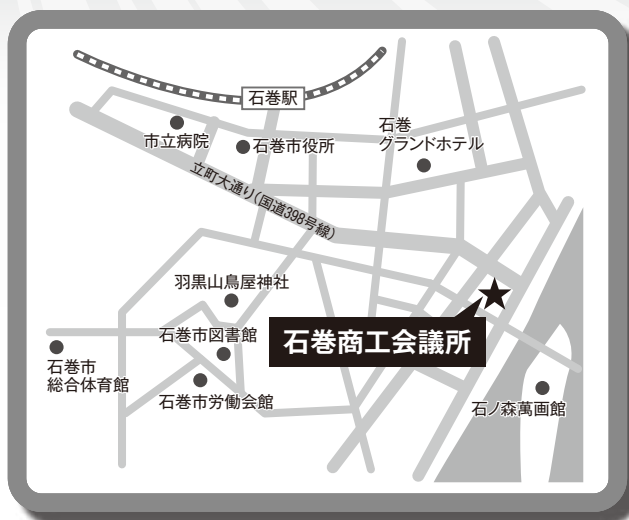 石巻駅
市立病院
石巻市役所
石巻
グランドホテル
立町大通り(国道398号線)
羽黒山鳥屋神社
石巻市図書館
石巻商工会議所
石巻市
総合体育館
石巻市労働会館
石ノ森萬画館